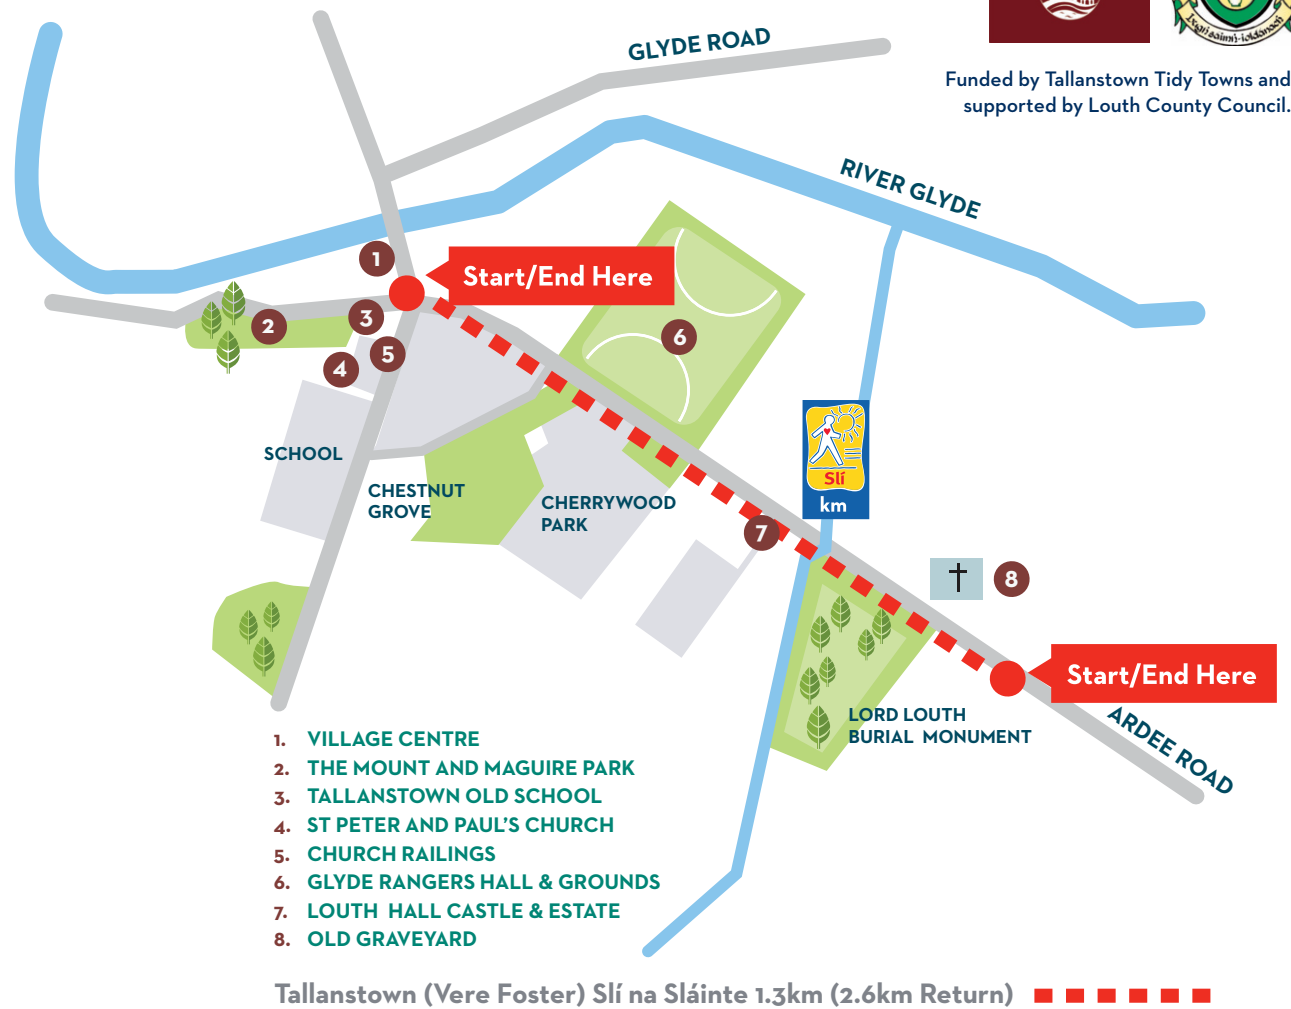 Funded by Tallanstown Tidy Towns and
supported by Louth County Council.
GLYDE ROAD
RIVER GLYDE
1
Start/End Here
2
3
6
5
4
SCHOOL
Slí
km
CHESTNUT
GROVE
CHERRYWOOD
PARK
7
8
Start/End Here
LORD LOUTH
BURIAL MONUMENT
ARDEE ROAD
1. VILLAGE CENTRE
2. THE MOUNT AND MAGUIRE PARK
3. TALLANSTOWN OLD SCHOOL
4. ST PETER AND PAUL'S CHURCH
5. CHURCH RAILINGS
6. GLYDE RANGERS HALL & GROUNDS
7. LOUTH HALL CASTLE & ESTATE
8. OLD GRAVEYARD
Tallanstown (Vere Foster) Slí na Sláinte 1.3km (2.6km Return)